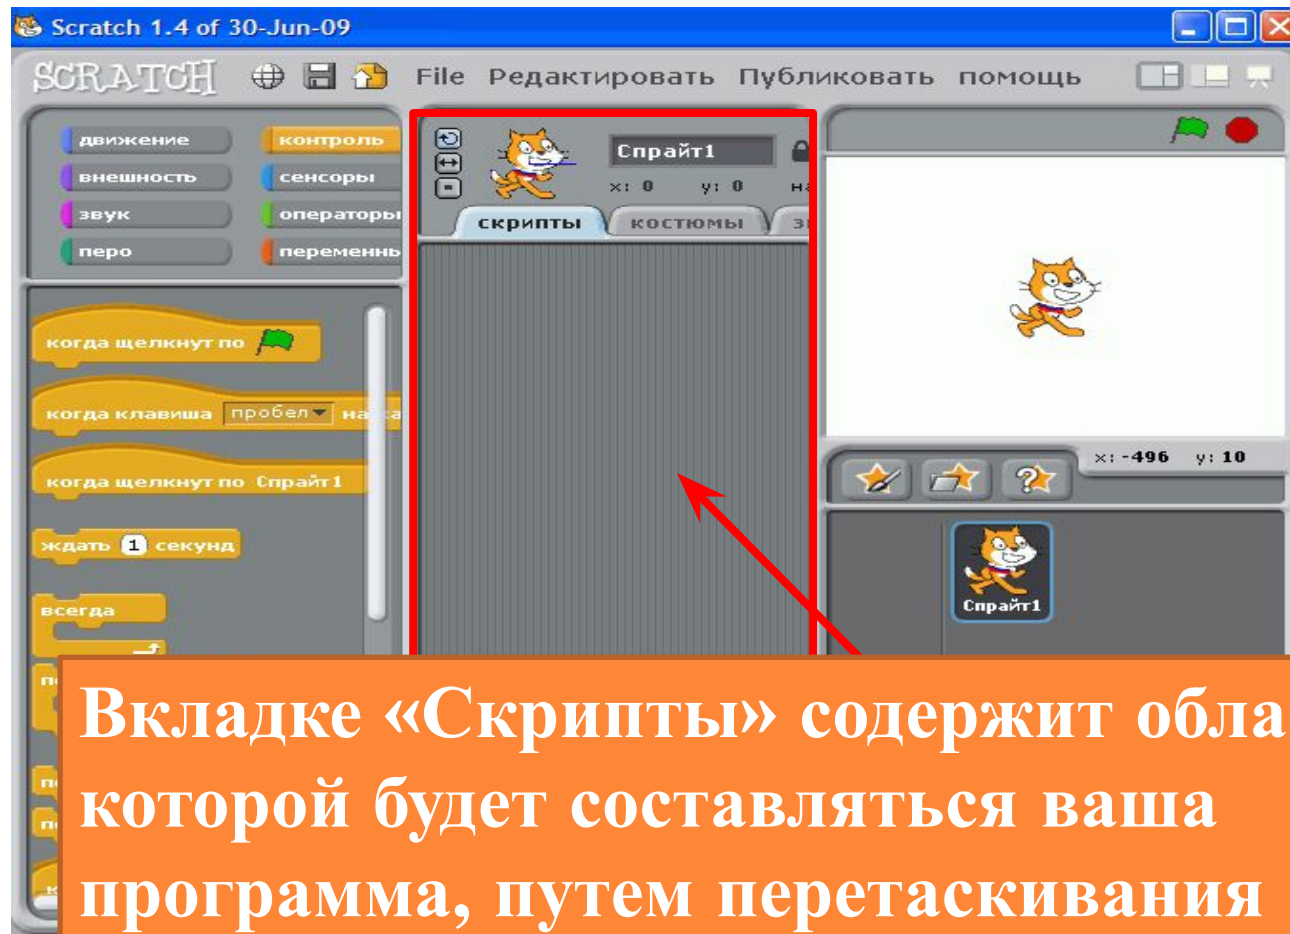 Scratch 1.4 of 30-Jun-09
SCRATCH File Редактировать Публиковать помощь
движение контроль
внешность сенсоры
звук операторы
перо
Спрайт1
x: 0 y: 0
скрипты костюмы
когда щелкнут по
когда клавиша пробел
когда щелкнут по Спрайт1
ждать 1 секунд
всегда
x: -496 y: 10
Спрайт1
Вкладке «Скрипты» содержит обла
которой будет составляться ваша
программа, путем перетаскивания